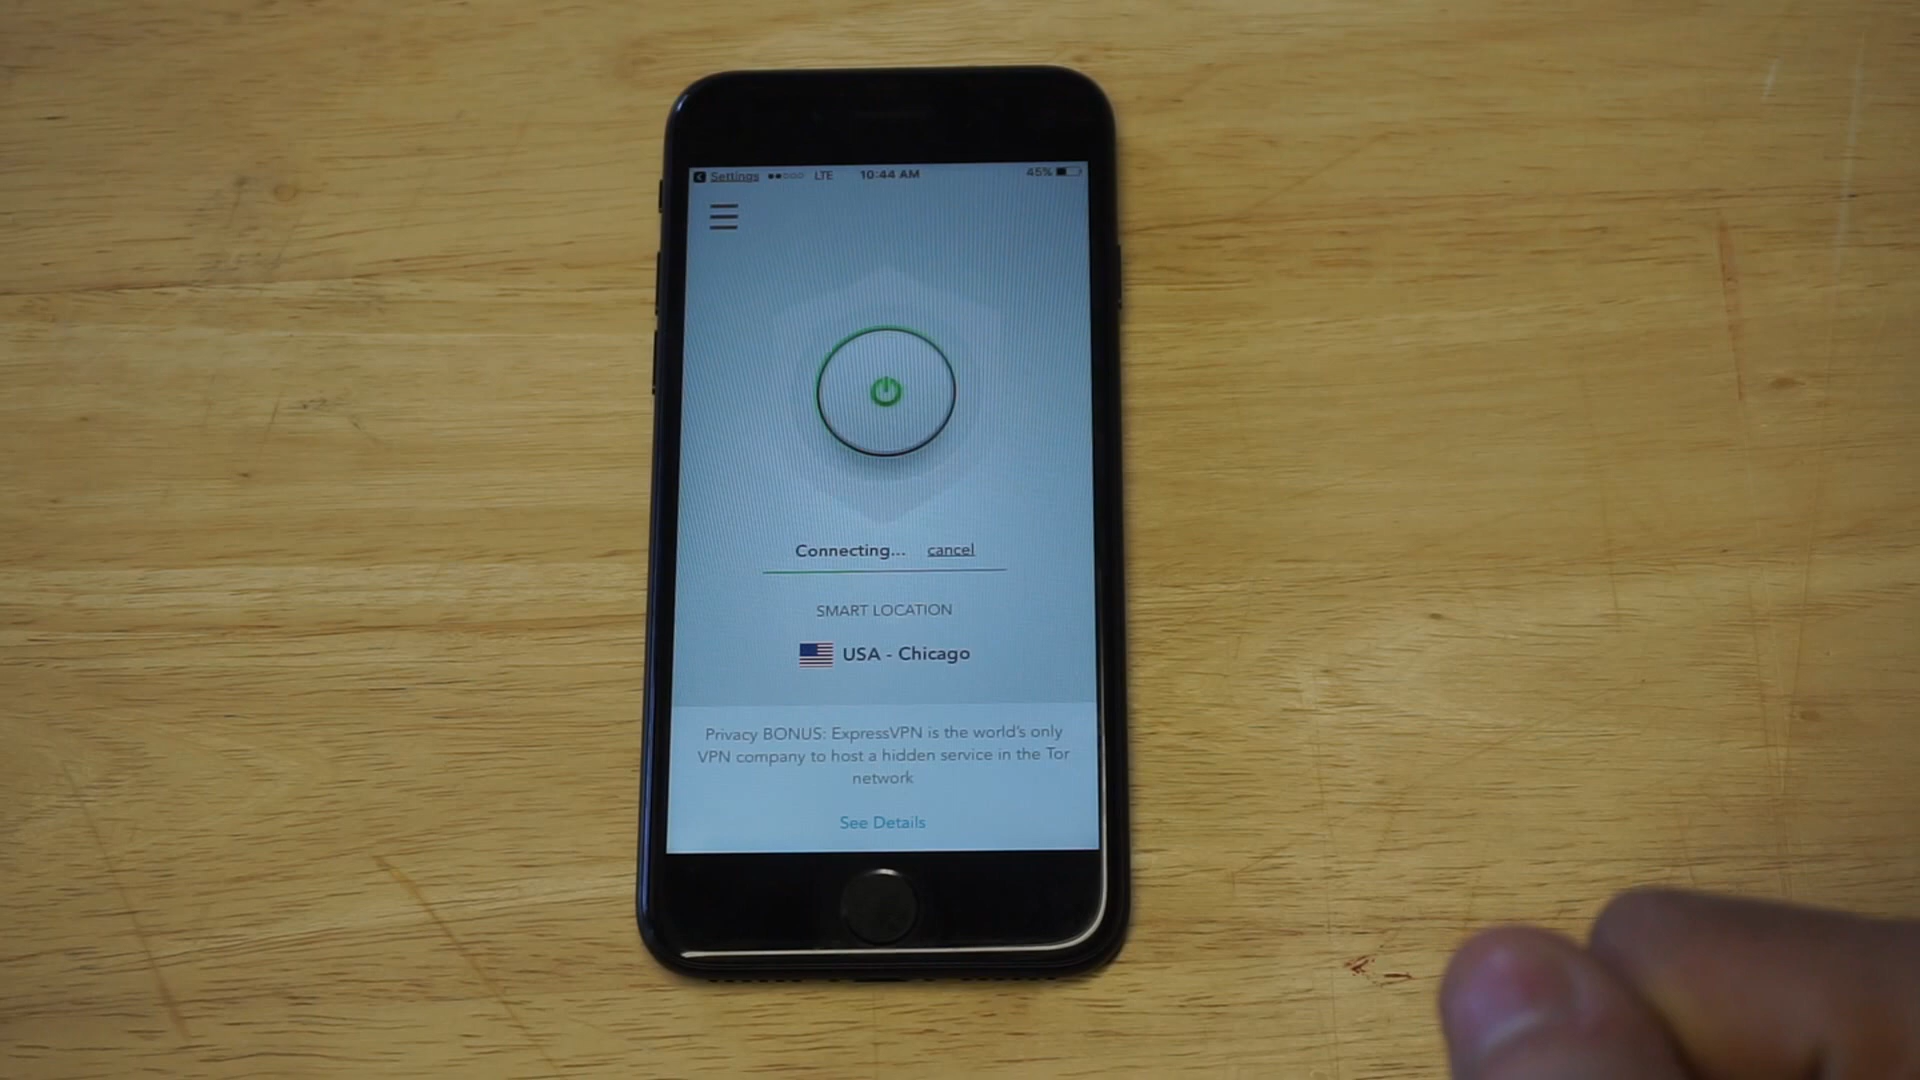 Settings LTE 10:44 AM 45%
Connecting... cancel
SMART LOCATION
USA - Chicago
Privacy BONUS: ExpressVPN is the world's only
VPN company to host a hidden service in the Tor
network
See Details